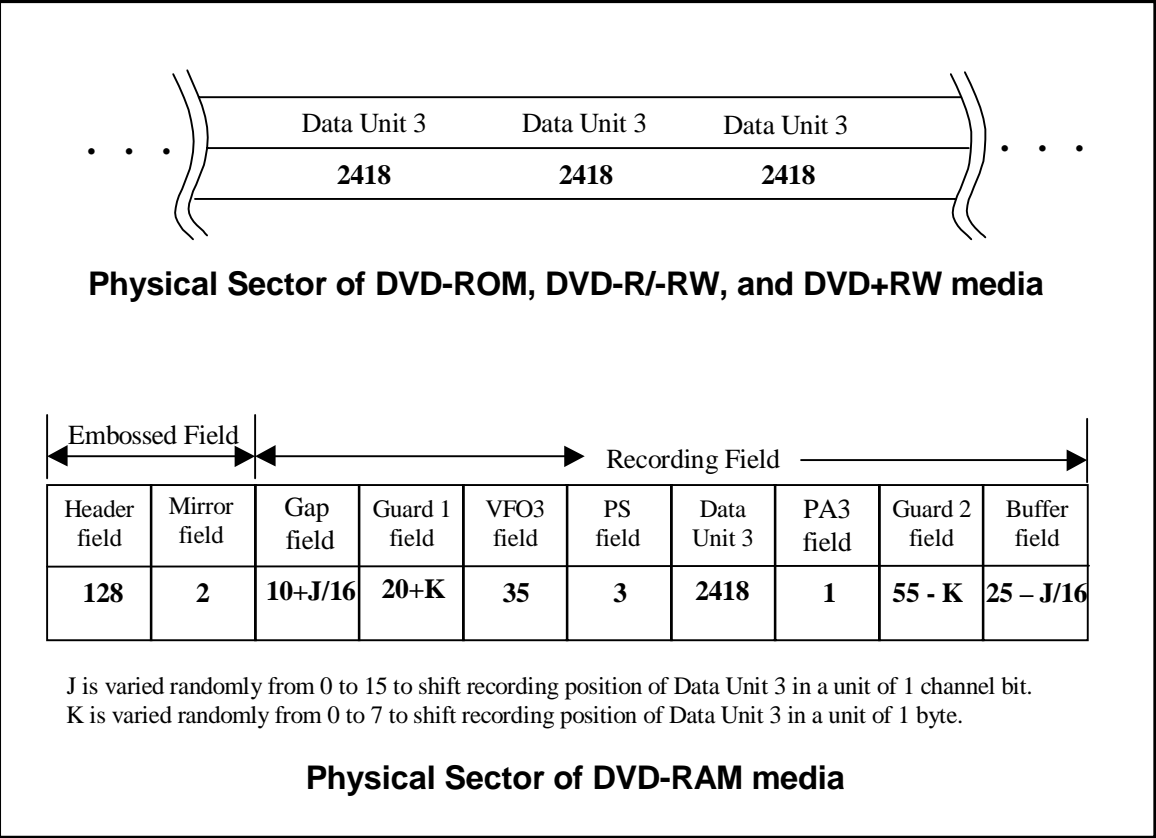 Data Unit 3 Data Unit 3 Data Unit 3
. . . . . .
2418 2418 2418
Physical Sector of DVD-ROM, DVD-R/-RW, and DVD+RW media
Embossed Field Recording Field
Header field Mirror field Gap field Guard 1 field VFO3 field PS field Data Unit 3 PA3 field Guard 2 field Buffer field
128 2 10+J/16 20+K 35 3 2418 1 55 - K 25 – J/16
J is varied randomly from 0 to 15 to shift recording position of Data Unit 3 in a unit of 1 channel bit.
K is varied randomly from 0 to 7 to shift recording position of Data Unit 3 in a unit of 1 byte.
Physical Sector of DVD-RAM media